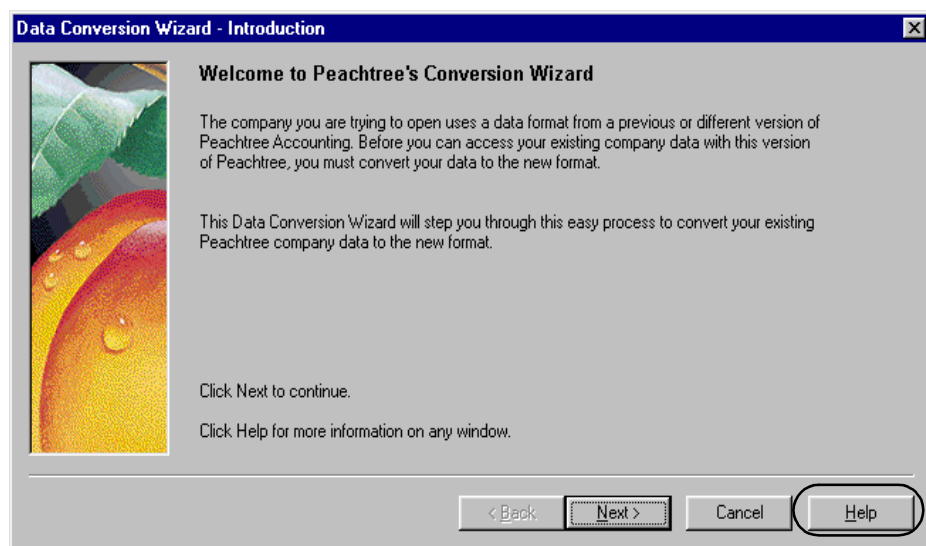 Data Conversion Wizard - Introduction
Welcome to Peachtree's Conversion Wizard
The company you are trying to open uses a data format from a previous or different version of
Peachtree Accounting. Before you can access your existing company data with this version
of Peachtree, you must convert your data to the new format.
This Data Conversion Wizard will step you through this easy process to convert your existing
Peachtree company data to the new format.
Click Next to continue.
Click Help for more information on any window.
< Back Next > Cancel Help